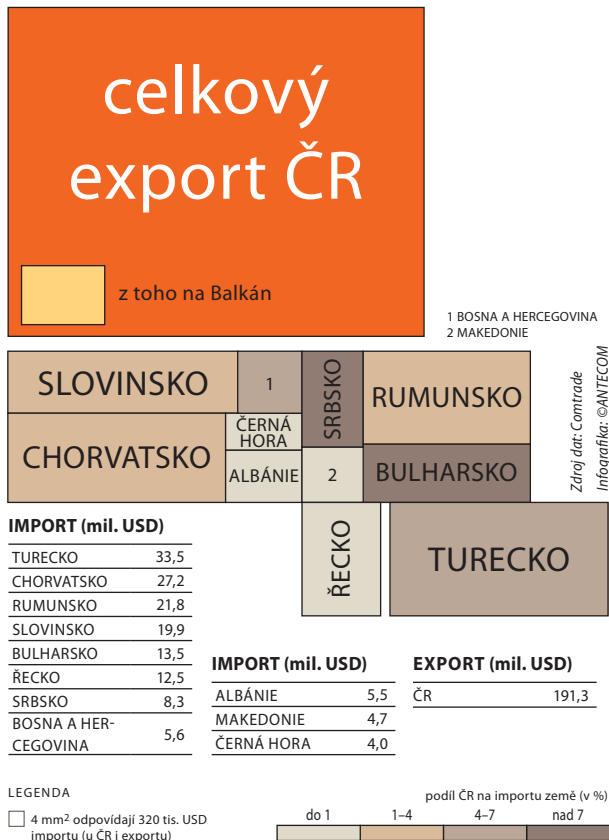 celkový
export ČR
z toho na Balkán
1 BOSNA A HERCEGOVINA
2 MAKEDONIE
SLOVINSKO
1
SRBSKO
RUMUNSKO
CHORVATSKO
ČERNÁ
HORA
ALBÁNIE
2
BULHARSKO
ŘECKO
TURECKO
Zdroj dat: Comtrade
Infografika: ©ANTECOM
IMPORT (mil. USD)
TURECKO 33,5
CHORVATSKO 27,2
RUMUNSKO 21,8
SLOVINSKO 19,9
BULHARSKO 13,5
ŘECKO 12,5
SRBSKO 8,3
BOSNA A HER-
CEGOVINA 5,6
IMPORT (mil. USD)
ALBÁNIE 5,5
MAKEDONIE 4,7
ČERNÁ HORA 4,0
EXPORT (mil. USD)
ČR 191,3
LEGENDA
4 mm² odpovídají 320 tis. USD
importu (u ČR i exportu)
podíl ČR na importu země (v %)
do 1 1–4 4–7 nad 7